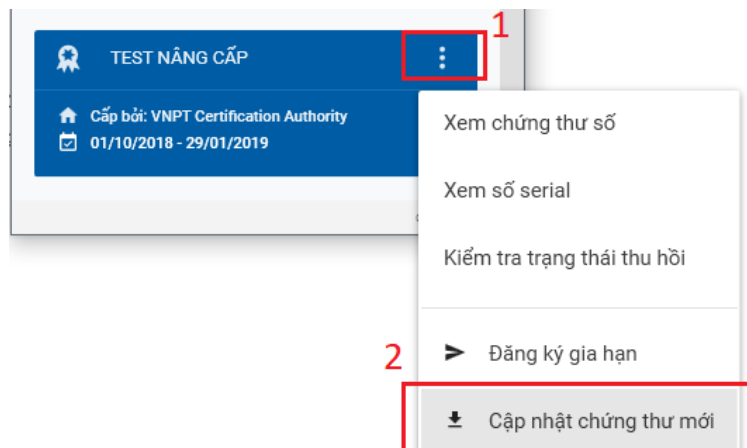 1
TEST NÂNG CẤP
Cấp bởi: VNPT Certification Authority
01/10/2018 - 29/01/2019
Xem chứng thư số
Xem số serial
Kiểm tra trạng thái thu hồi
2
Đăng ký gia hạn
Cập nhật chứng thư mới